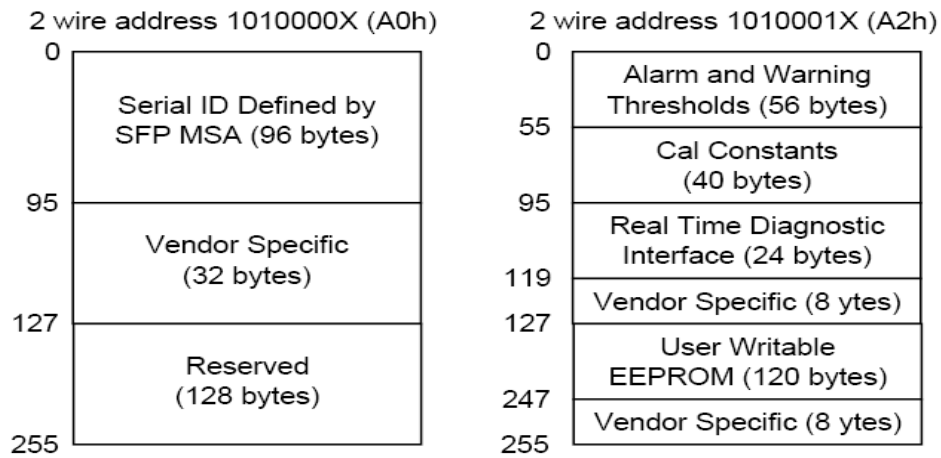 2 wire address 1010000X (A0h)
0
Serial ID Defined by
SFP MSA (96 bytes)
95
Vendor Specific
(32 bytes)
127
Reserved
(128 bytes)
255
2 wire address 1010001X (A2h)
0
Alarm and Warning
Thresholds (56 bytes)
55
Cal Constants
(40 bytes)
95
Real Time Diagnostic
Interface (24 bytes)
119
Vendor Specific (8 ytes)
127
User Writable
EEPROM (120 bytes)
247
Vendor Specific (8 ytes)
255